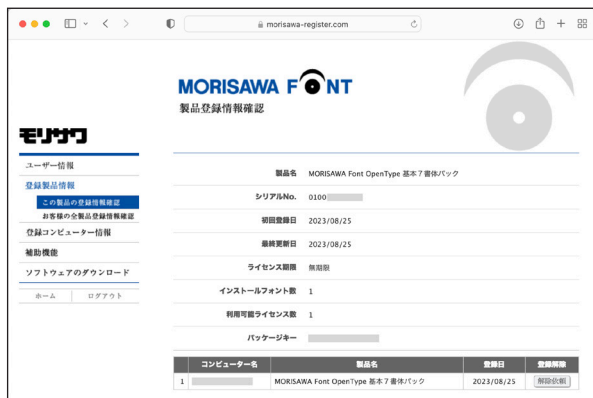 morisawa-register.com
MORISAWA FONT
製品登録情報確認
モリサワ
ユーザー情報
登録製品情報
この製品の登録情報確認
お客様の全製品登録情報確認
登録コンピューター情報
補助機能
ソフトウェアのダウンロード
ホーム ログアウト
製品名 MORISAWA Font OpenType 基本7書体パック
シリアルNo. 0100
初回登録日 2023/08/25
最終更新日 2023/08/25
ライセンス期限 無期限
インストールフォント数 1
利用可能ライセンス数 1
パッケージキー
コンピューター名 製品名 登録日 登録解除
1 MORISAWA Font OpenType 基本7書体パック 2023/08/25 解除依頼